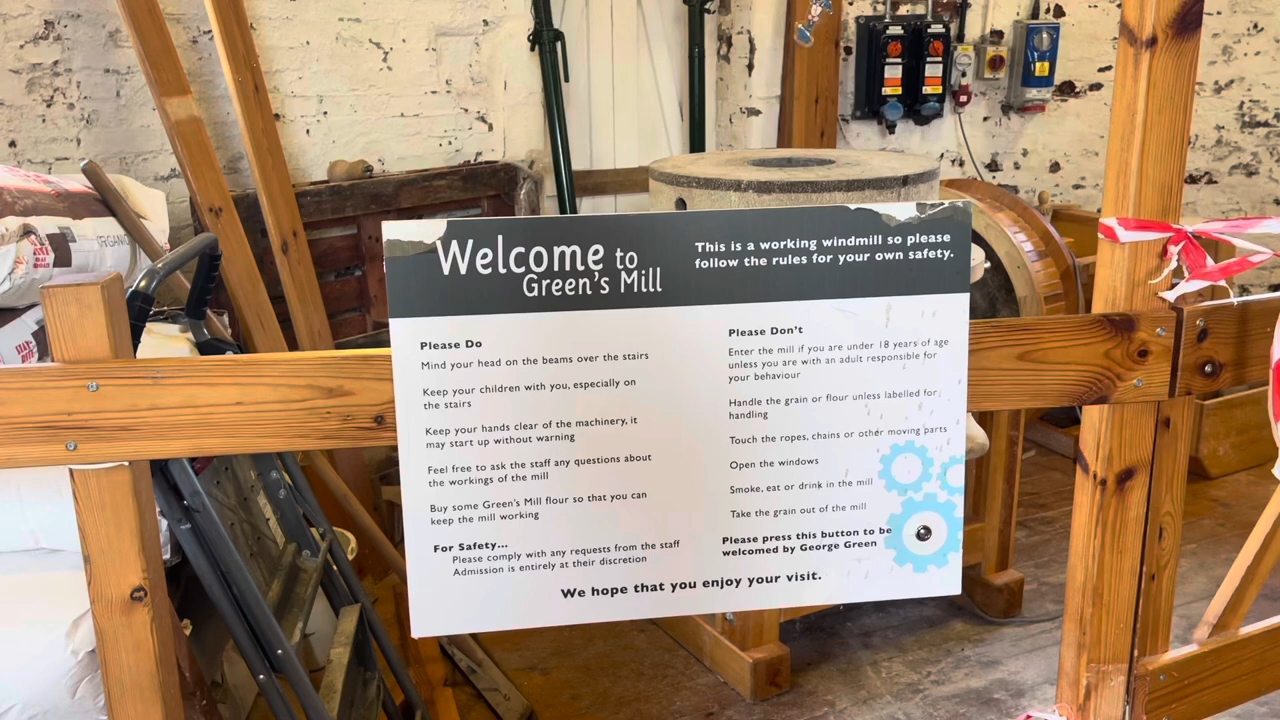 Welcome to
Green's Mill
This is a working windmill so please
follow the rules for your own safety.
Please Do
Mind your head on the beams over the stairs
Keep your children with you, especially on
the stairs
Keep your hands clear of the machinery, it
may start up without warning
Feel free to ask the staff any questions about
the workings of the mill
Buy some Green's Mill flour so that you can
keep the mill working
For Safety...
Please comply with any requests from the staff
Admission is entirely at their discretion
Please Don't
Enter the mill if you are under 18 years of age
unless you are with an adult responsible for
your behaviour
Handle the grain or flour unless labelled for
handling
Touch the ropes, chains or other moving parts
Open the windows
Smoke, eat or drink in the mill
Take the grain out of the mill
Please press this button to be
welcomed by George Green
We hope that you enjoy your visit.
ORGANIC